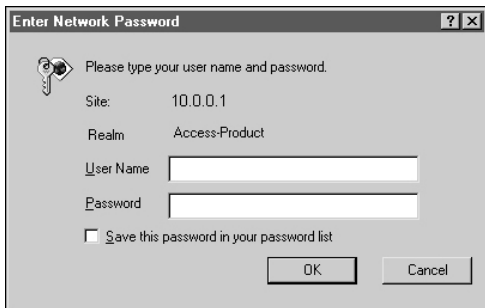 Enter Network Password
Please type your user name and password.
Site: 10.0.0.1
Realm Access-Product
User Name
Password
Save this password in your password list
OK Cancel